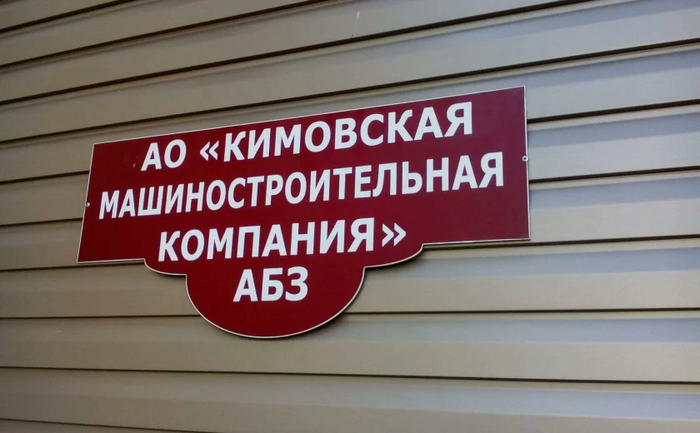 АО «КИМОВСКАЯ
МАШИНОСТРОИТЕЛЬНАЯ
КОМПАНИЯ»
АБЗ